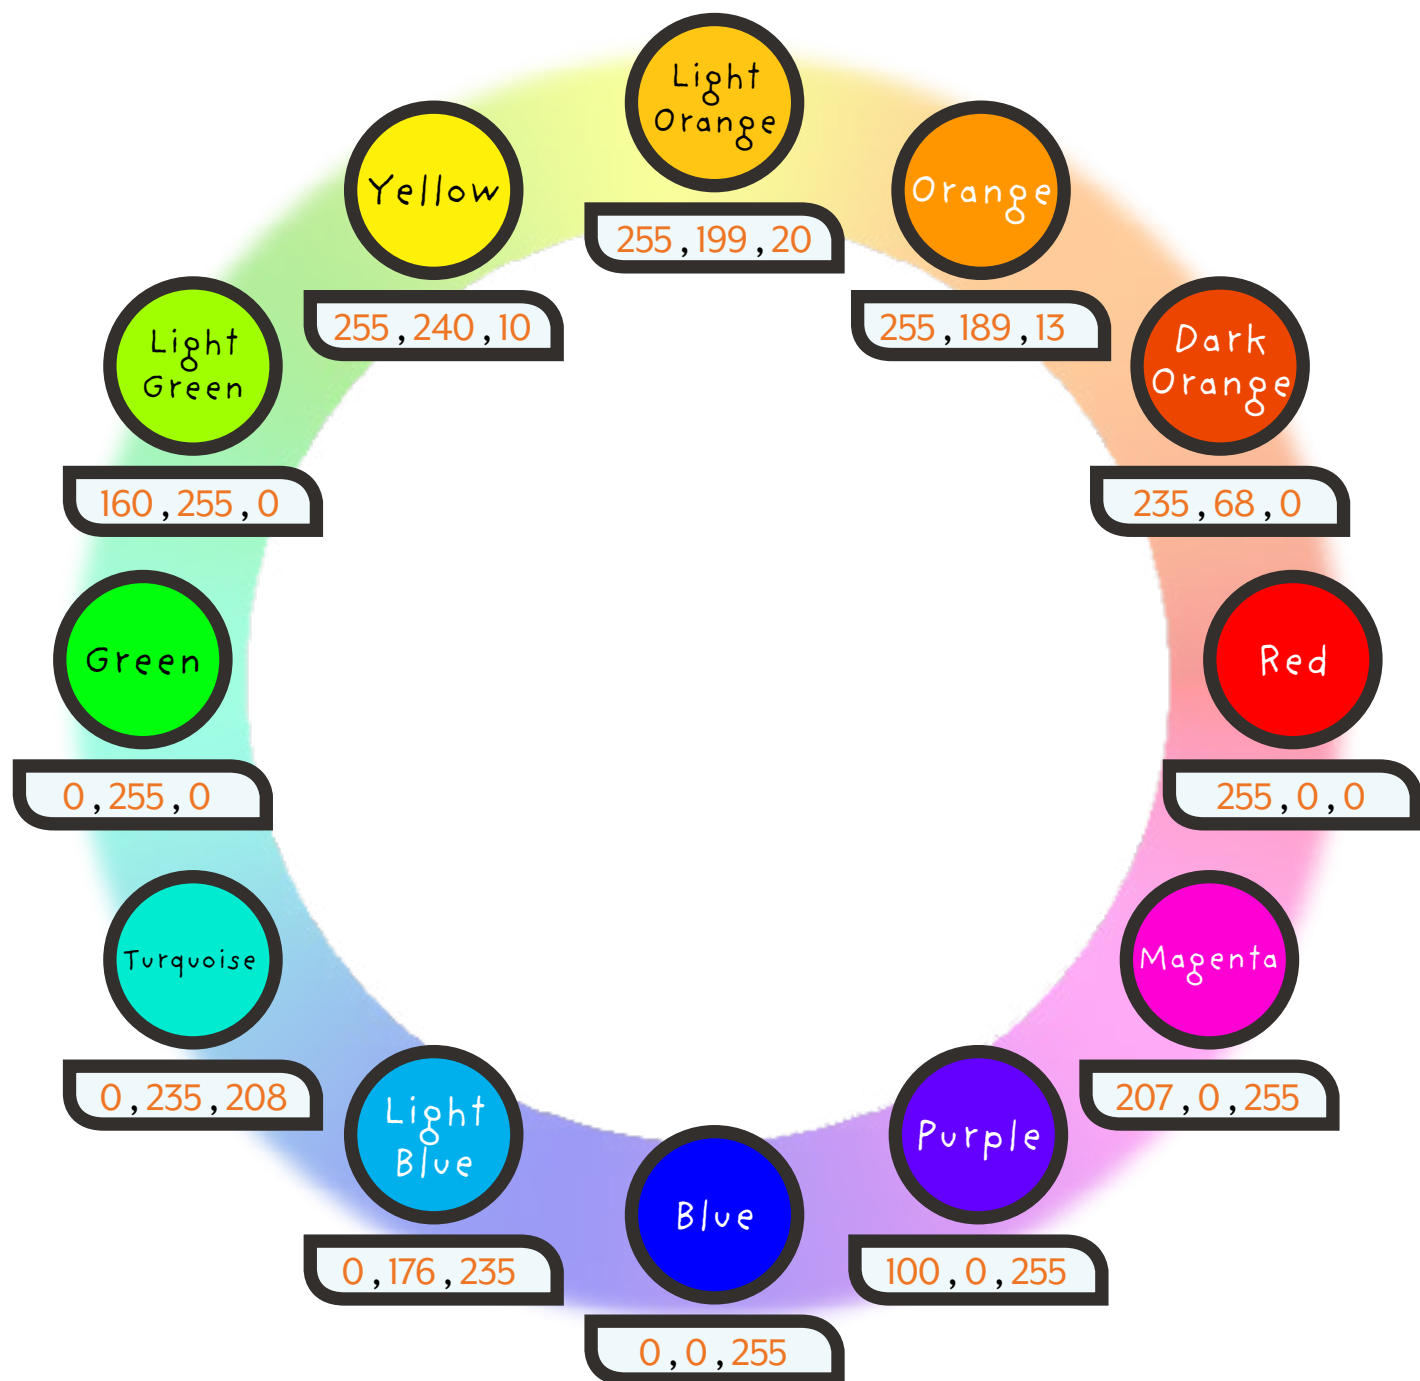 Light
Orange
255,199,20
Orange
255,189,13
Dark
Orange
235,68,0
Red
255,0,0
Magenta
207,0,255
Purple
100,0,255
Blue
0,0,255
Light
Blue
0,176,235
Turquoise
0,235,208
Green
0,255,0
Light
Green
160,255,0
Yellow
255,240,10